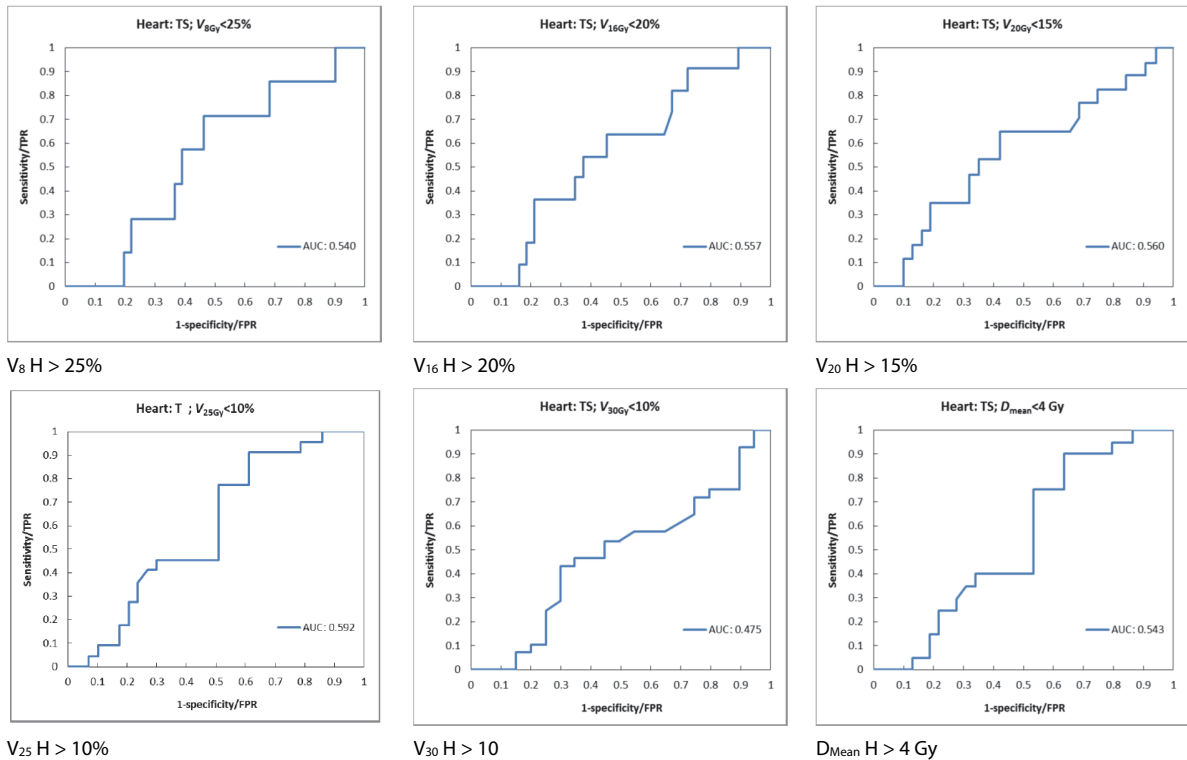 Heart: TS; V8Gy<25%
Sensitivity/TPR
1
0.9
0.8
0.7
0.6
0.5
0.4
0.3
0.2
0.1
0
AUC: 0.540
0 0.1 0.2 0.3 0.4 0.5 0.6 0.7 0.8 0.9 1
1-specificity/FPR
V8 H > 25%
Heart: TS; V16Gy<20%
Sensitivity/TPR
1
0.9
0.8
0.7
0.6
0.5
0.4
0.3
0.2
0.1
0
AUC: 0.557
0 0.1 0.2 0.3 0.4 0.5 0.6 0.7 0.8 0.9 1
1-specificity/FPR
V16 H > 20%
Heart: TS; V20Gy<15%
Sensitivity/TPR
1
0.9
0.8
0.7
0.6
0.5
0.4
0.3
0.2
0.1
0
AUC: 0.560
0 0.1 0.2 0.3 0.4 0.5 0.6 0.7 0.8 0.9 1
1-specificity/FPR
V20 H > 15%
Heart: T ; V25Gy<10%
Sensitivity/TPR
1
0.9
0.8
0.7
0.6
0.5
0.4
0.3
0.2
0.1
0
AUC: 0.592
0 0.1 0.2 0.3 0.4 0.5 0.6 0.7 0.8 0.9 1
1-specificity/FPR
V25 H > 10%
Heart: TS; V30Gy<10%
Sensitivity/TPR
1
0.9
0.8
0.7
0.6
0.5
0.4
0.3
0.2
0.1
0
AUC: 0.475
0 0.1 0.2 0.3 0.4 0.5 0.6 0.7 0.8 0.9 1
1-specificity/FPR
V30 H > 10
Heart: TS; Dmean<4 Gy
Sensitivity/TPR
1
0.9
0.8
0.7
0.6
0.5
0.4
0.3
0.2
0.1
0
AUC: 0.543
0 0.1 0.2 0.3 0.4 0.5 0.6 0.7 0.8 0.9 1
1-specificity/FPR
DMean H > 4 Gy